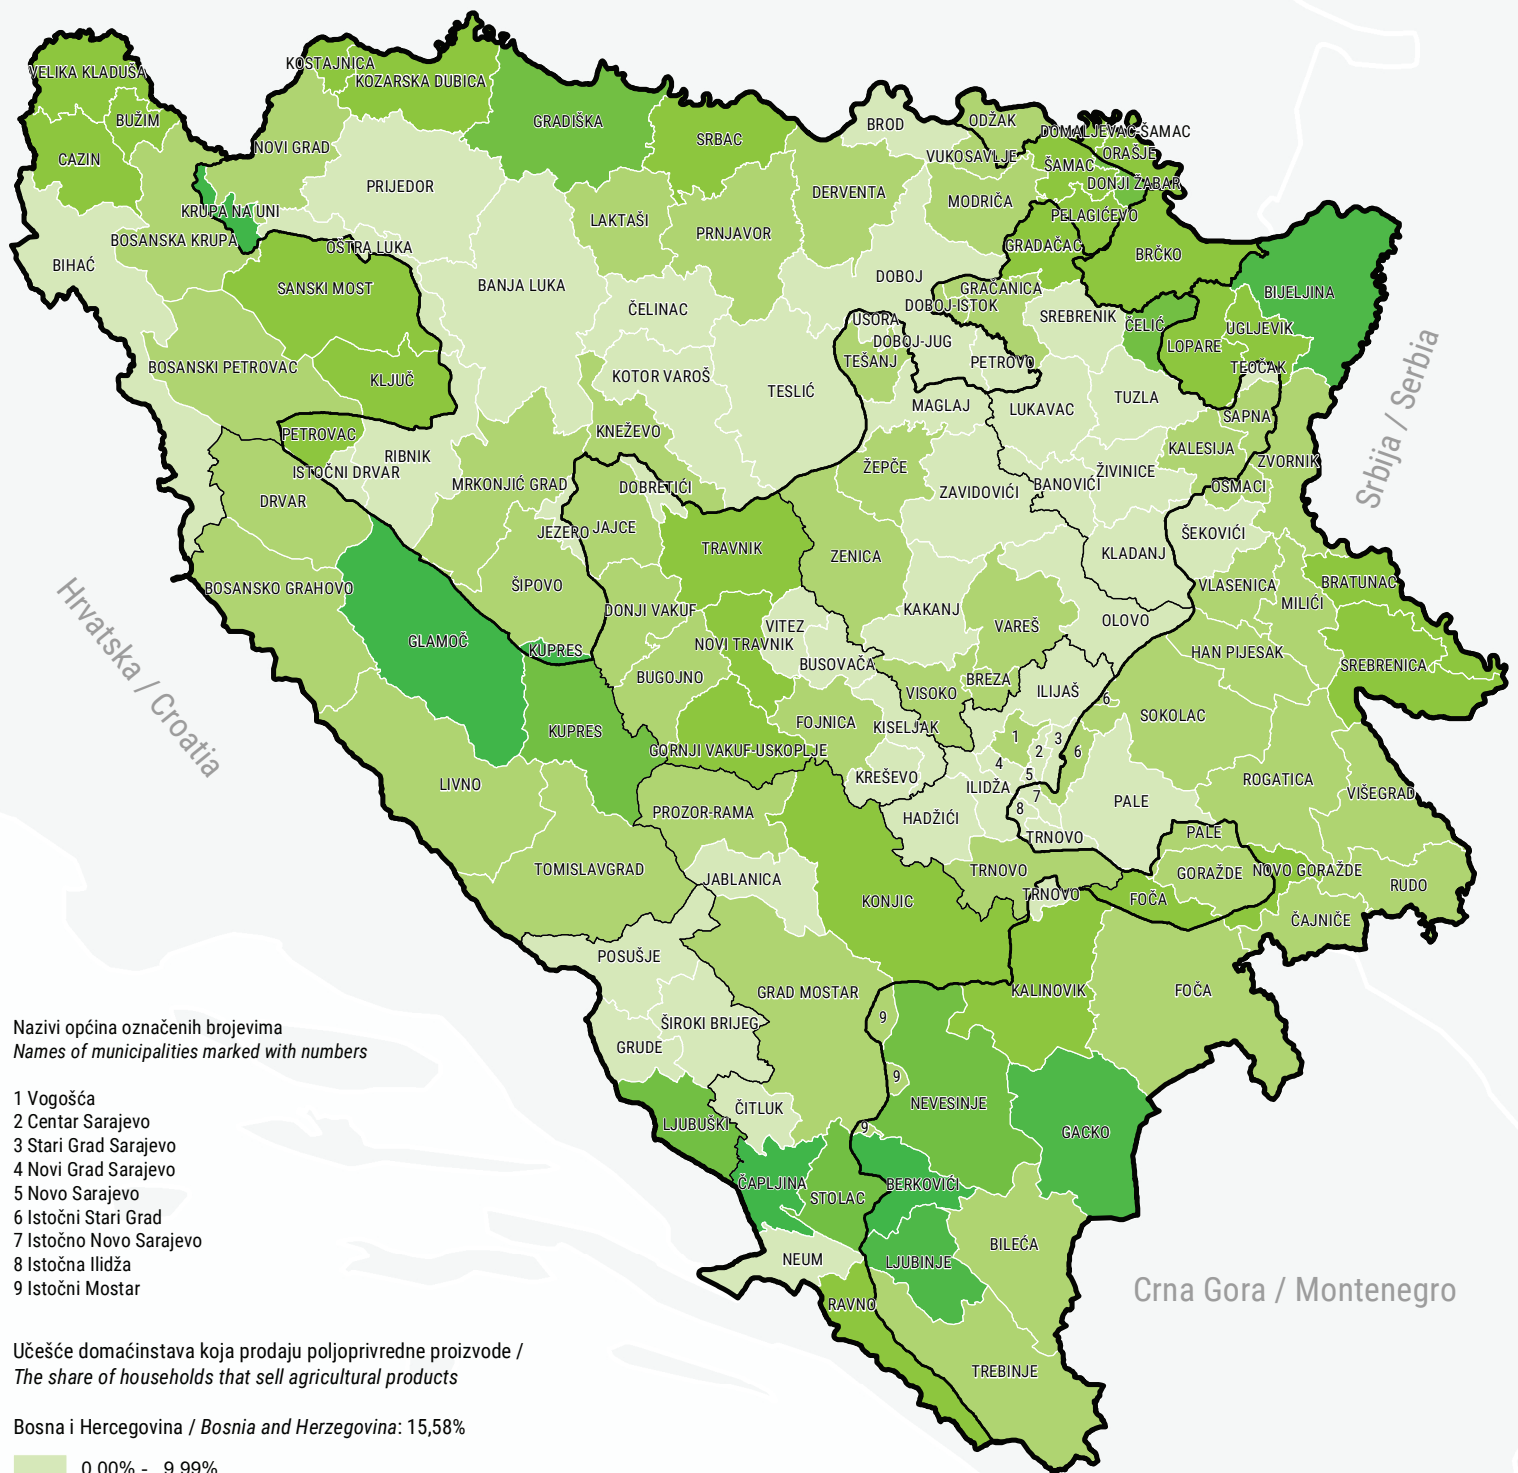 VELIKA KLADUŠA
BUŽIM
CAZIN
KOSTAJNICA
KOZARSKA DUBICA
GRADIŠKA
SRBAC
BROD
ODŽAK
DOMALJEVAC-ŠAMAC
VUKOSAVLJE
ORAŠJE
ŠAMAC
DONJI ŽABAR
NOVI GRAD
PRIJEDOR
DERVENTA
MODRIČA
KRUPA NA UNI
LAKTAŠI
PRNJAVOR
PELAGIĆEVO
BOSANSKA KRUPA
OSTRA LUKA
GRADAČAC
BRČKO
BIHAĆ
SANSKI MOST
BANJA LUKA
DOBOJ
GRAČANICA
BIJELJINA
ČELINAC
DOBOJ-ISTOK
SREBRENIK
ČELIĆ
UGLJEVIK
USORA
DOBOJ-JUG
LOPARE
TEŠANJ
PETROVO
TEOČAK
BOSANSKI PETROVAC
KLJUČ
KOTOR VAROŠ
TESLIĆ
MAGLAJ
LUKAVAC
TUZLA
SAPNA
PETROVAC
KNEŽEVO
KALESIJA
RIBNIK
ISTOČNI DRVAR
ŽEPČE
ŽIVINICE
ZVORNIK
DRVAR
MRKONJIĆ GRAD
DOBRETIĆI
ZAVIDOVIĆI
BANOVIĆI
OSMACI
JEZERO
JAJCE
TRAVNIK
ZENICA
KLADANJ
ŠEKOVIĆI
BOSANSKO GRAHOVO
ŠIPOVO
VLASENICA
BRATUNAC
DONJI VAKUF
KAKANJ
VAREŠ
OLOVO
MILIĆI
GLAMOČ
KUPRES
NOVI TRAVNIK
VITEZ
BUSOVAČA
HAN PIJESAK
SREBRENICA
BUGOJNO
VISOKO
BREZA
ILIJAŠ
6
KUPRES
FOJNICA
KISELJAK
SOKOLAC
1
3
2
6
GORNJI VAKUF-USKOPLJE
4
5
LIVNO
KREŠEVO
ILIDŽA
7
8
PALE
ROGATICA
VIŠEGRAD
PROZOR-RAMA
HADŽIĆI
TRNOVO
PALE
TOMISLAVGRAD
JABLANICA
TRNOVO
GORAŽDE
NOVO GORAŽDE
RUDO
KONJIC
TRNOVO
FOČA
ČAJNIČE
POSUŠJE
GRAD MOSTAR
KALINOVIK
FOČA
ŠIROKI BRIJEG
9
GRUDE
9
NEVESINJE
ČITLUK
LJUBUŠKI
9
GACKO
ČAPLJINA
STOLAC
BERKOVIĆI
NEUM
LJUBINJE
BILEĆA
RAVNO
TREBINJE
Hrvatska / Croatia
Srbija / Serbia
Crna Gora / Montenegro
Nazivi općina označenih brojevima
Names of municipalities marked with numbers
1 Vogošća
2 Centar Sarajevo
3 Stari Grad Sarajevo
4 Novi Grad Sarajevo
5 Novo Sarajevo
6 Istočni Stari Grad
7 Istočno Novo Sarajevo
8 Istočna Ilidža
9 Istočni Mostar
Učešće domaćinstava koja prodaju poljoprivredne proizvode /
The share of households that sell agricultural products
Bosna i Hercegovina / Bosnia and Herzegovina: 15,58%
0,00% - 9,99%